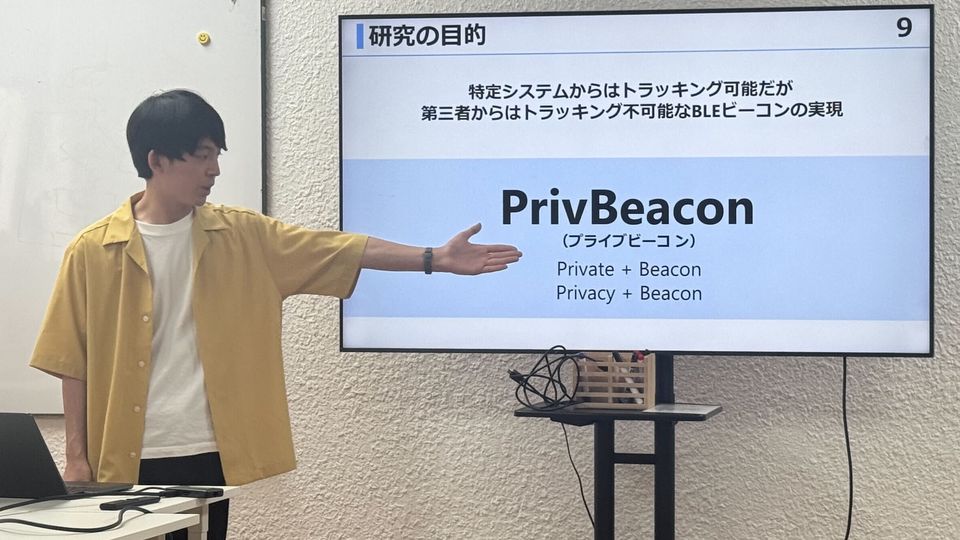 研究の目的
9
特定システムからはトラッキング可能だが
第三者からはトラッキング不可能なBLEビーコンの実現
PrivBeacon
（プライブビーコン）
Private + Beacon
Privacy + Beacon